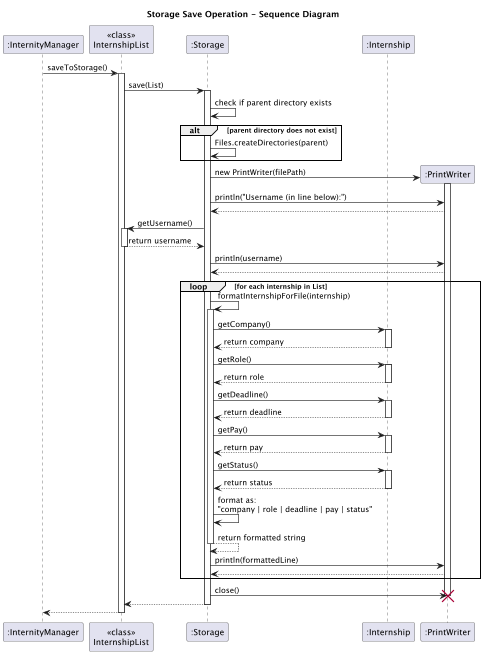 Storage Save Operation - Sequence Diagram
:InternityManager
«class»
InternshipList
:Storage
:Internship
saveToStorage()
save(List)
check if parent directory exists
alt [parent directory does not exist]
Files.createDirectories(parent)
new PrintWriter(filePath)
:PrintWriter
println("Username (in line below):")
getUsername()
return username
println(username)
loop [for each internship in List]
formatInternshipForFile(internship)
getCompany()
return company
getRole()
return role
getDeadline()
return deadline
getPay()
return pay
getStatus()
return status
format as:
"company | role | deadline | pay | status"
return formatted string
println(formattedLine)
close()
:InternityManager
«class»
InternshipList
:Storage
:Internship
:PrintWriter